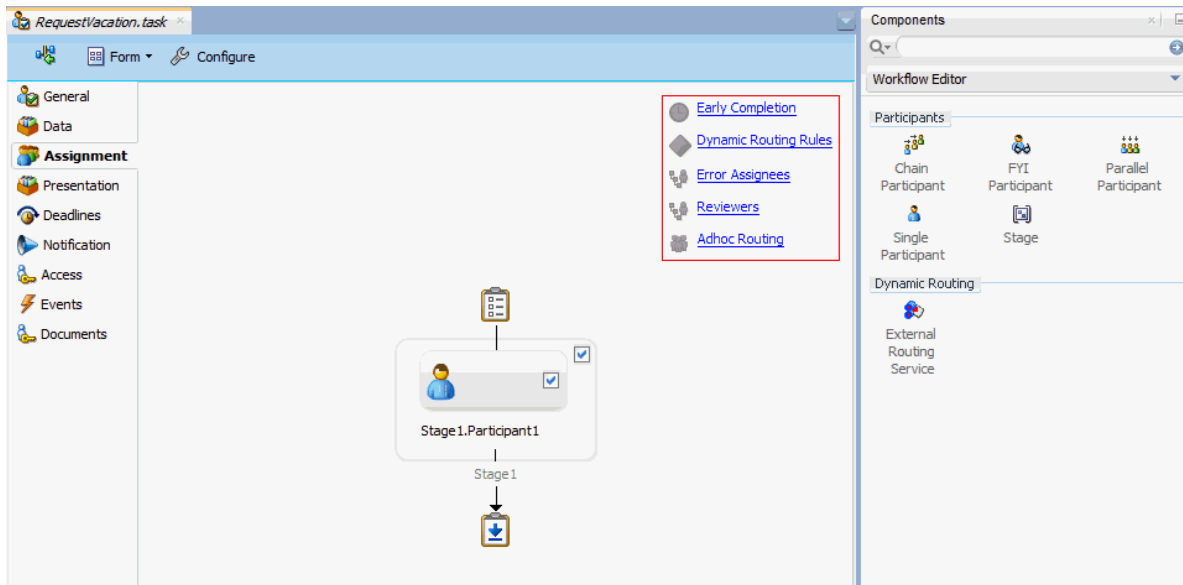 RequestVacation.task
Form
Configure
General
Data
Assignment
Presentation
Deadlines
Notification
Access
Events
Documents
Early Completion
Dynamic Routing Rules
Error Assignees
Reviewers
Adhoc Routing
Stage1.Participant1
Stage1
Components
Workflow Editor
Participants
Chain
Participant
FYI
Participant
Parallel
Participant
Single
Participant
Stage
Dynamic Routing
External
Routing
Service